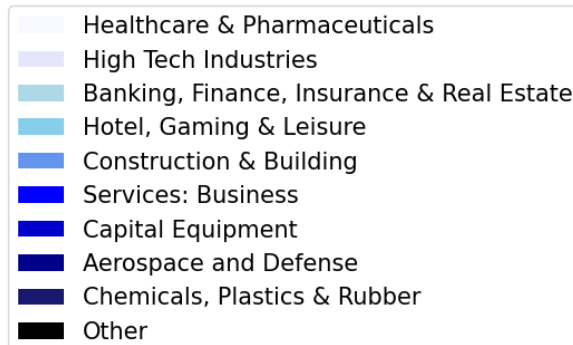 Healthcare & Pharmaceuticals
High Tech Industries
Banking, Finance, Insurance & Real Estate
Hotel, Gaming & Leisure
Construction & Building
Services: Business
Capital Equipment
Aerospace and Defense
Chemicals, Plastics & Rubber
Other